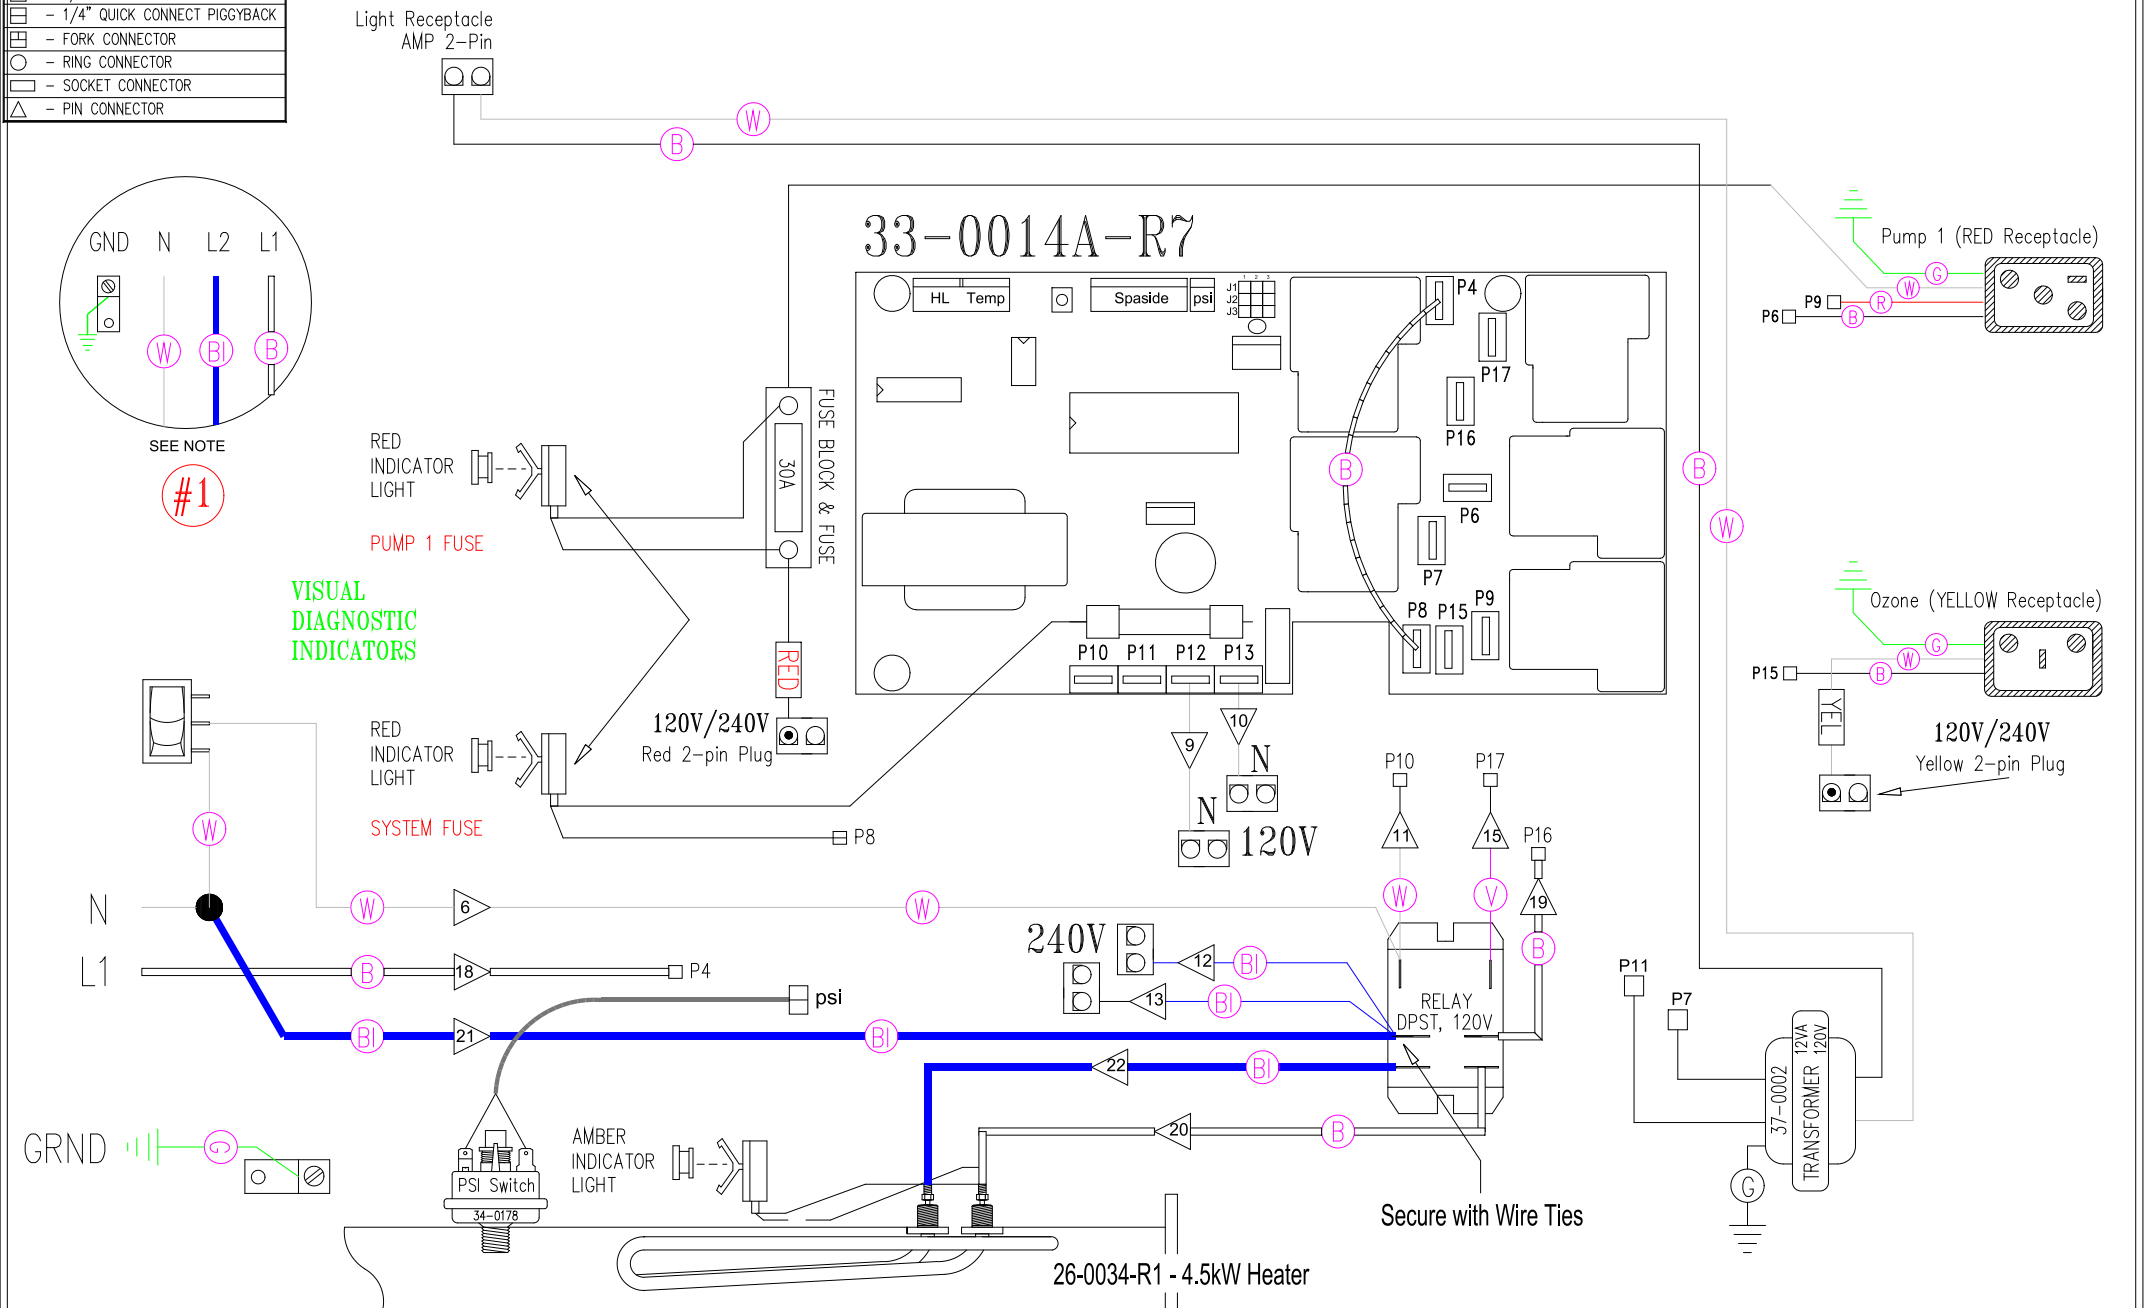 - 1/4" QUICK CONNECT PIGGYBACK
- FORK CONNECTOR
- RING CONNECTOR
- SOCKET CONNECTOR
- PIN CONNECTOR
Light Receptacle
AMP 2-Pin
W
B
GND N L2 L1
W
Bl
B
SEE NOTE
#1
33-0014A-R7
HL Temp
Spaside
psi
1 2 3
J1
J2
J3
P4
P17
P16
P6
P7
P8
P15
P9
P10
P11
P12
P13
B
B
W
Pump 1 (RED Receptacle)
G
W
P9
R
P6
B
RED
INDICATOR
LIGHT
PUMP 1 FUSE
FUSE BLOCK & FUSE
30A
RED
120V/240V
Red 2-pin Plug
VISUAL
DIAGNOSTIC
INDICATORS
RED
INDICATOR
LIGHT
SYSTEM FUSE
P8
9
10
N
N
120V
Ozone (YELLOW Receptacle)
G
W
P15
B
YEL
120V/240V
Yellow 2-pin Plug
W
N
W
6
W
L1
B
18
P4
psi
Bl
21
Bl
P10
P17
P16
11
15
19
W
V
B
240V
12
Bl
13
Bl
RELAY
DPST, 120V
22
Bl
20
B
P11
P7
37-0002
TRANSFORMER
12VA
120V
G
GRND
G
PSI Switch
34-0178
AMBER
INDICATOR
LIGHT
Secure with Wire Ties
26-0034-R1 - 4.5kW Heater